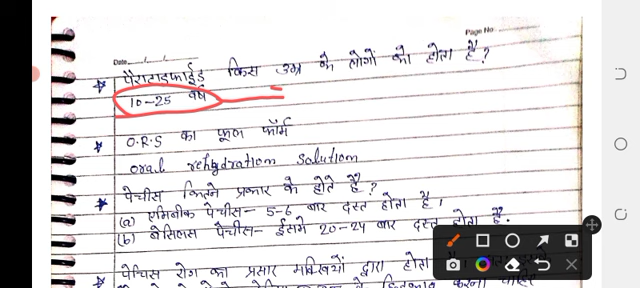 Page No
Date
पैराटाइफाईड किस उम्र के लोगों को होता है?
10-25 वर्ष
O.R.S का फूल फॉर्म
oral rehydration solution
पेचीस कितने प्रकार के होते है?
(a) एमिबीक पेचीस- 5-6 बार दस्त होता है।
(b) बेसिलस पेचीस- ईसमे 20-24 बार दस्त होता है.
पेचिस रोग का प्रसार मक्खियों द्वारा होता